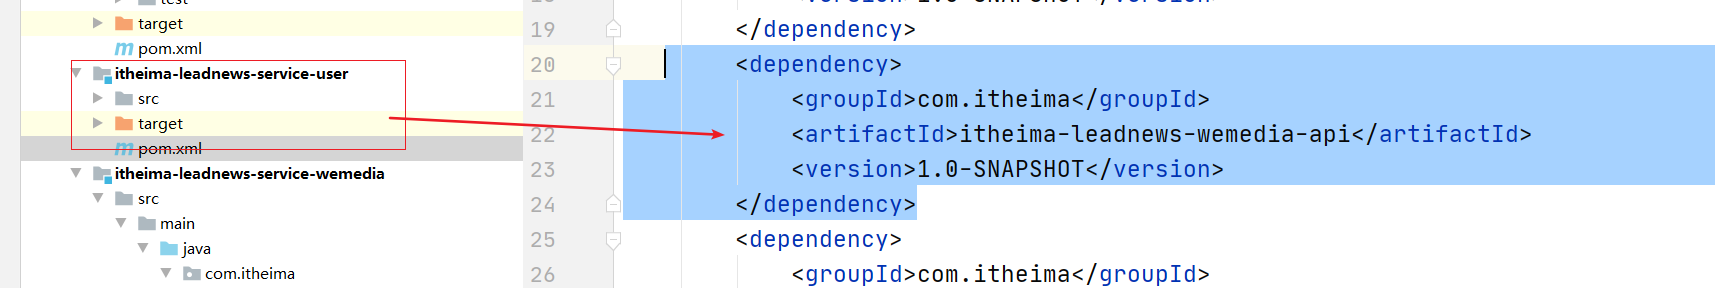 test
target
pom.xml
itheima-leadnews-service-user
src
target
pom.xml
itheima-leadnews-service-wemedia
src
main
java
com.itheima
19 </dependency>
20 <dependency>
21 <groupId>com.itheima</groupId>
22 <artifactId>itheima-leadnews-wemedia-api</artifactId>
23 <version>1.0-SNAPSHOT</version>
24 </dependency>
25 <dependency>
26 <groupId>com.itheima</groupId>